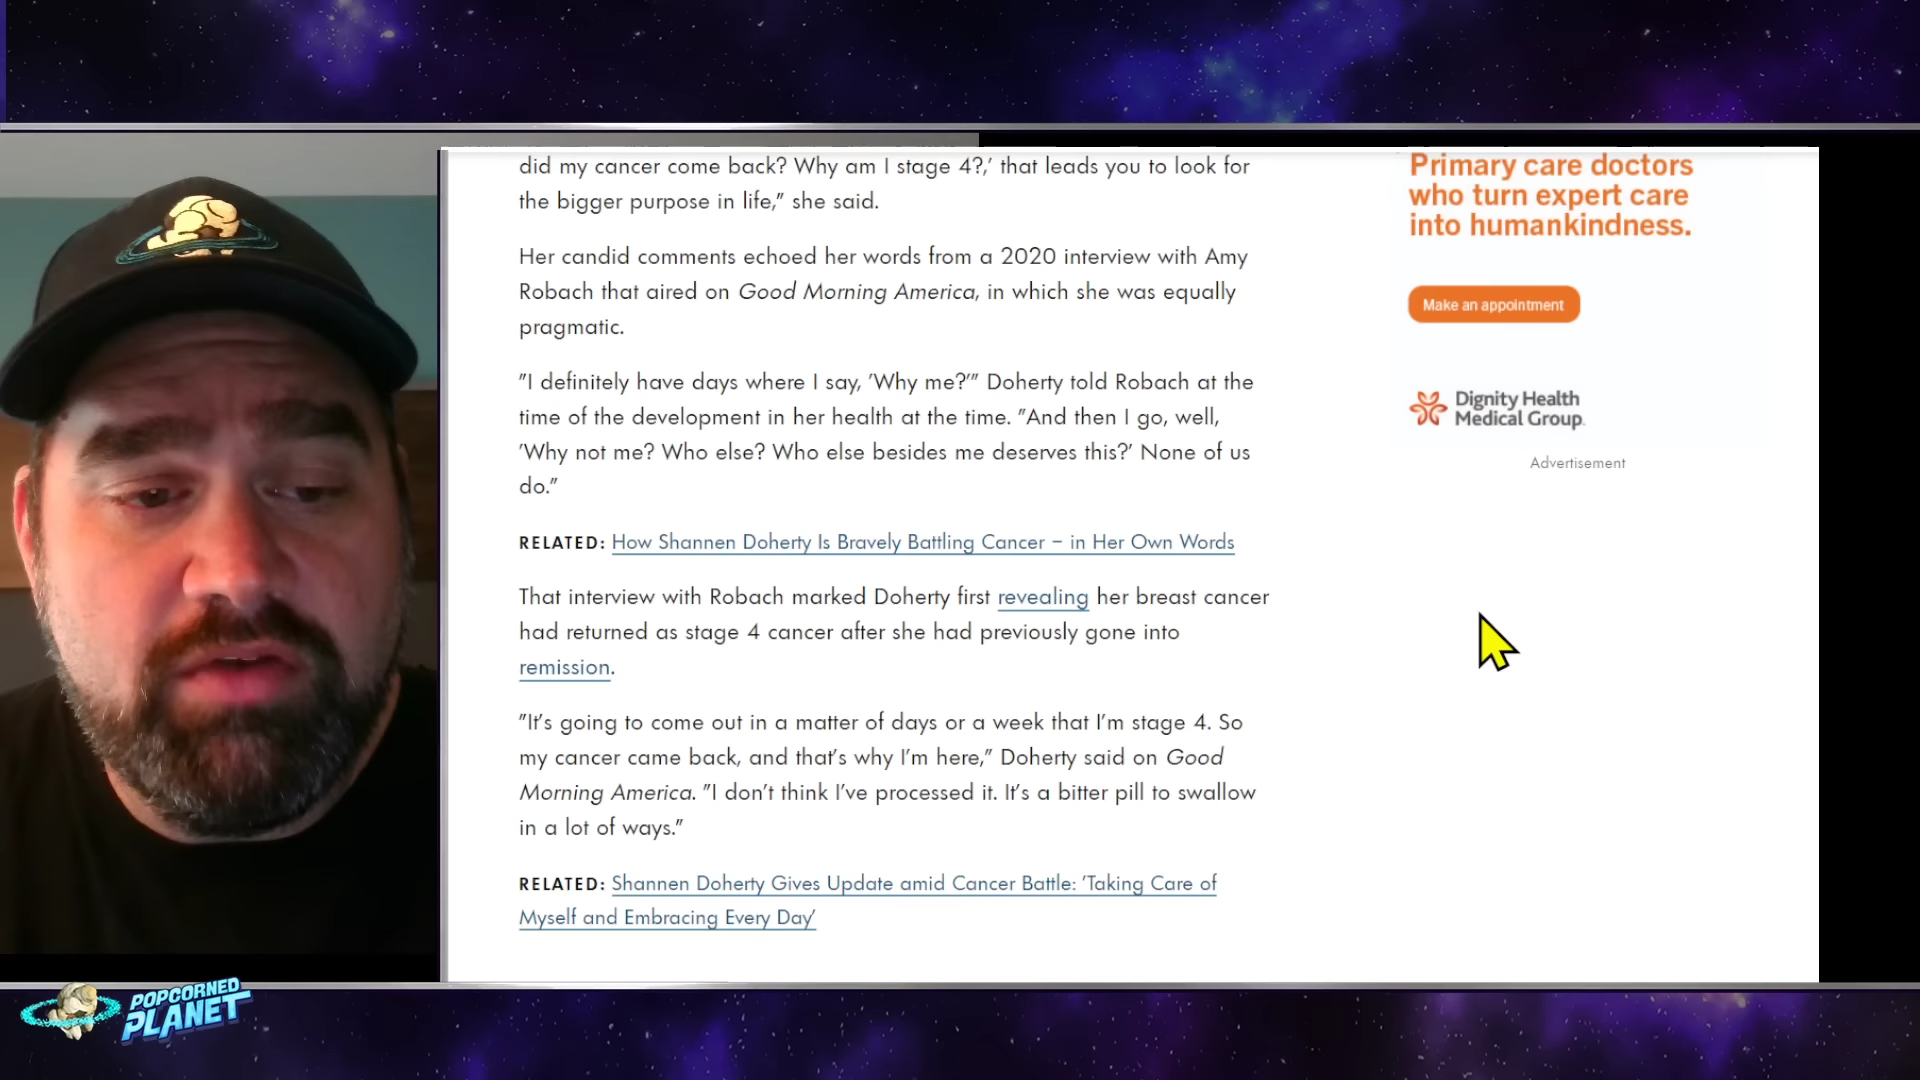 did my cancer come back? Why am I stage 4?,’ that leads you to look for
the bigger purpose in life,” she said.
Her candid comments echoed her words from a 2020 interview with Amy
Robach that aired on Good Morning America, in which she was equally
pragmatic.
”I definitely have days where I say, ’Why me?’” Doherty told Robach at the
time of the development in her health at the time. ”And then I go, well,
’Why not me? Who else? Who else besides me deserves this?’ None of us
do.”
RELATED: How Shannen Doherty Is Bravely Battling Cancer – in Her Own Words
That interview with Robach marked Doherty first revealing her breast cancer
had returned as stage 4 cancer after she had previously gone into
remission.
”It’s going to come out in a matter of days or a week that I’m stage 4. So
my cancer came back, and that’s why I’m here,” Doherty said on Good
Morning America. ”I don’t think I’ve processed it. It’s a bitter pill to swallow
in a lot of ways.”
RELATED: Shannen Doherty Gives Update amid Cancer Battle: ’Taking Care of
Myself and Embracing Every Day’
Primary care doctors
who turn expert care
into humankindness.
Make an appointment
Dignity Health
Medical Group.
Advertisement
POPCORNED
PLANET